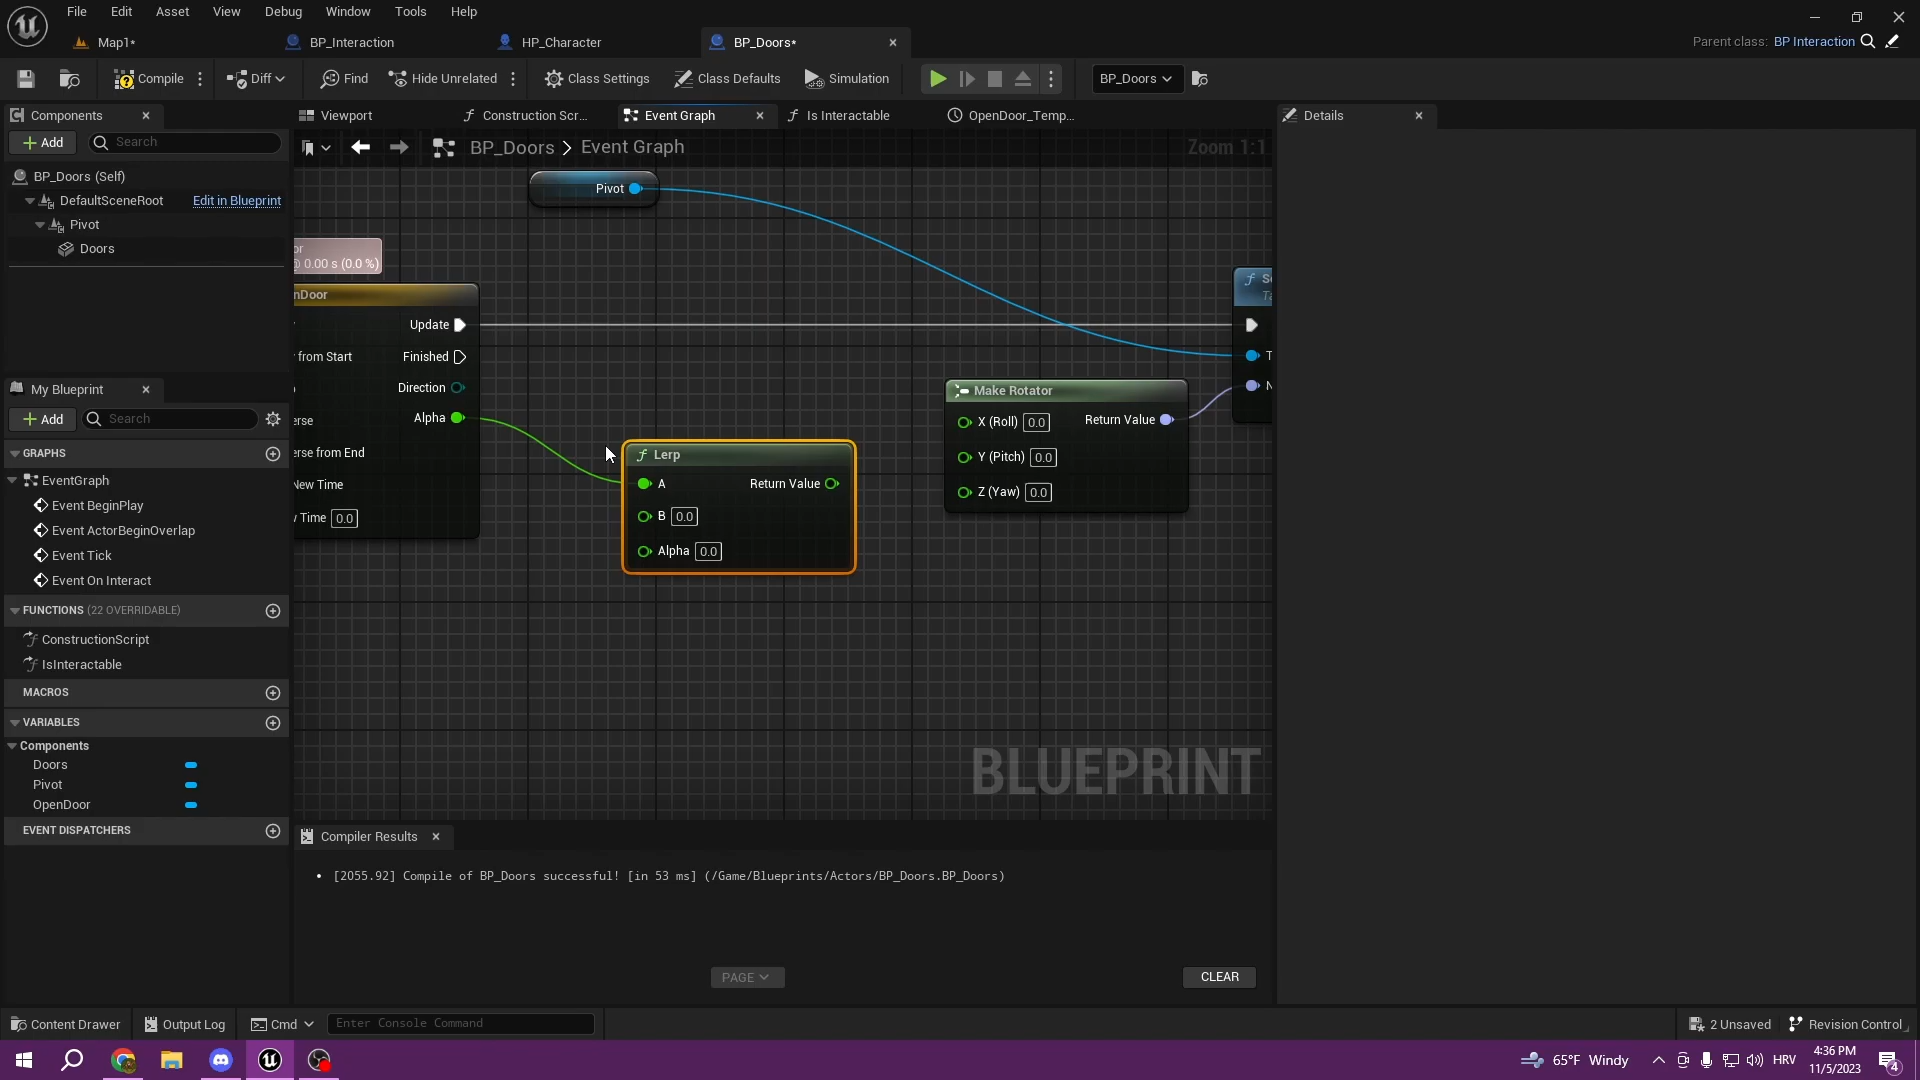 File Edit Asset View Debug Window Tools Help
Map1* BP_Interaction HP_Character BP_Doors*
Parent class: BP Interaction
Compile Diff Find Hide Unrelated Class Settings Class Defaults Simulation BP_Doors
Components
Add Search
BP_Doors (Self)
DefaultSceneRoot Edit in Blueprint
Pivot
Doors
My Blueprint
Add Search
GRAPHS
EventGraph
Event BeginPlay
Event ActorBeginOverlap
Event Tick
Event On Interact
FUNCTIONS (22 OVERRIDABLE)
ConstructionScript
IsInteractable
MACROS
VARIABLES
Components
Doors
Pivot
OpenDoor
EVENT DISPATCHERS
Viewport Construction Scr... Event Graph Is Interactable OpenDoor_Temp...
BP_Doors > Event Graph Zoom 1:1
Pivot
or
0.00 s (0.0 %)
nDoor
Update
from Start Finished
Direction
erse Alpha
erse from End
New Time
Time 0.0
Lerp
A Return Value
B 0.0
Alpha 0.0
Make Rotator
X (Roll) 0.0 Return Value
Y (Pitch) 0.0
Z (Yaw) 0.0
BLUEPRINT
Compiler Results
• [2055.92] Compile of BP_Doors successful! [in 53 ms] (/Game/Blueprints/Actors/BP_Doors.BP_Doors)
PAGE CLEAR
Details
Content Drawer Output Log Cmd Enter Console Command 2 Unsaved Revision Control
65°F Windy HRV
4:36 PM
11/5/2023
4